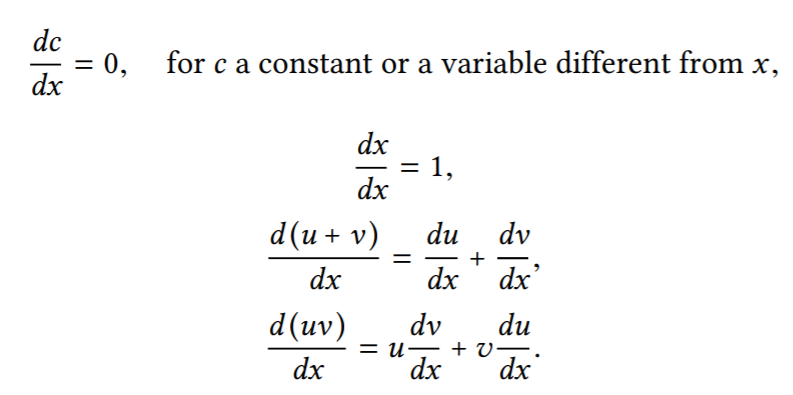 dc/dx = 0,    for c a constant or a variable different from x,
dx/dx = 1,
d(u + v)/dx = du/dx + dv/dx,
d(uv)/dx = u dv/dx + v du/dx.